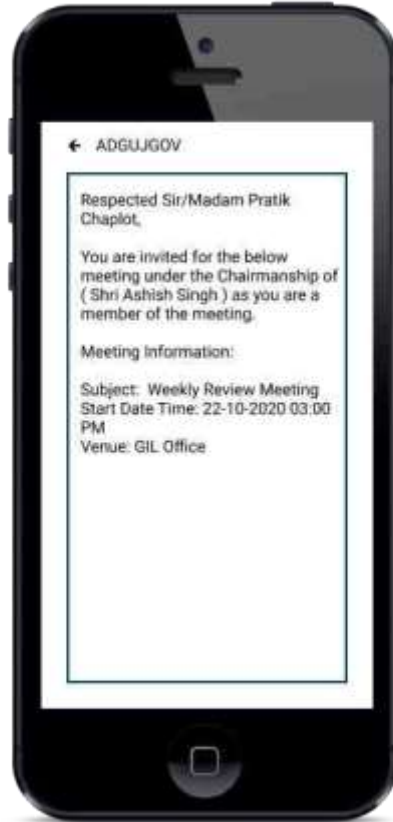 ADGUJGOV
Respected Sir/Madam Pratik
Chaplot,
You are invited for the below
meeting under the Chairmanship of
( Shri Ashish Singh ) as you are a
member of the meeting.
Meeting Information:
Subject: Weekly Review Meeting
Start Date Time: 22-10-2020 03:00
PM
Venue: GIL Office